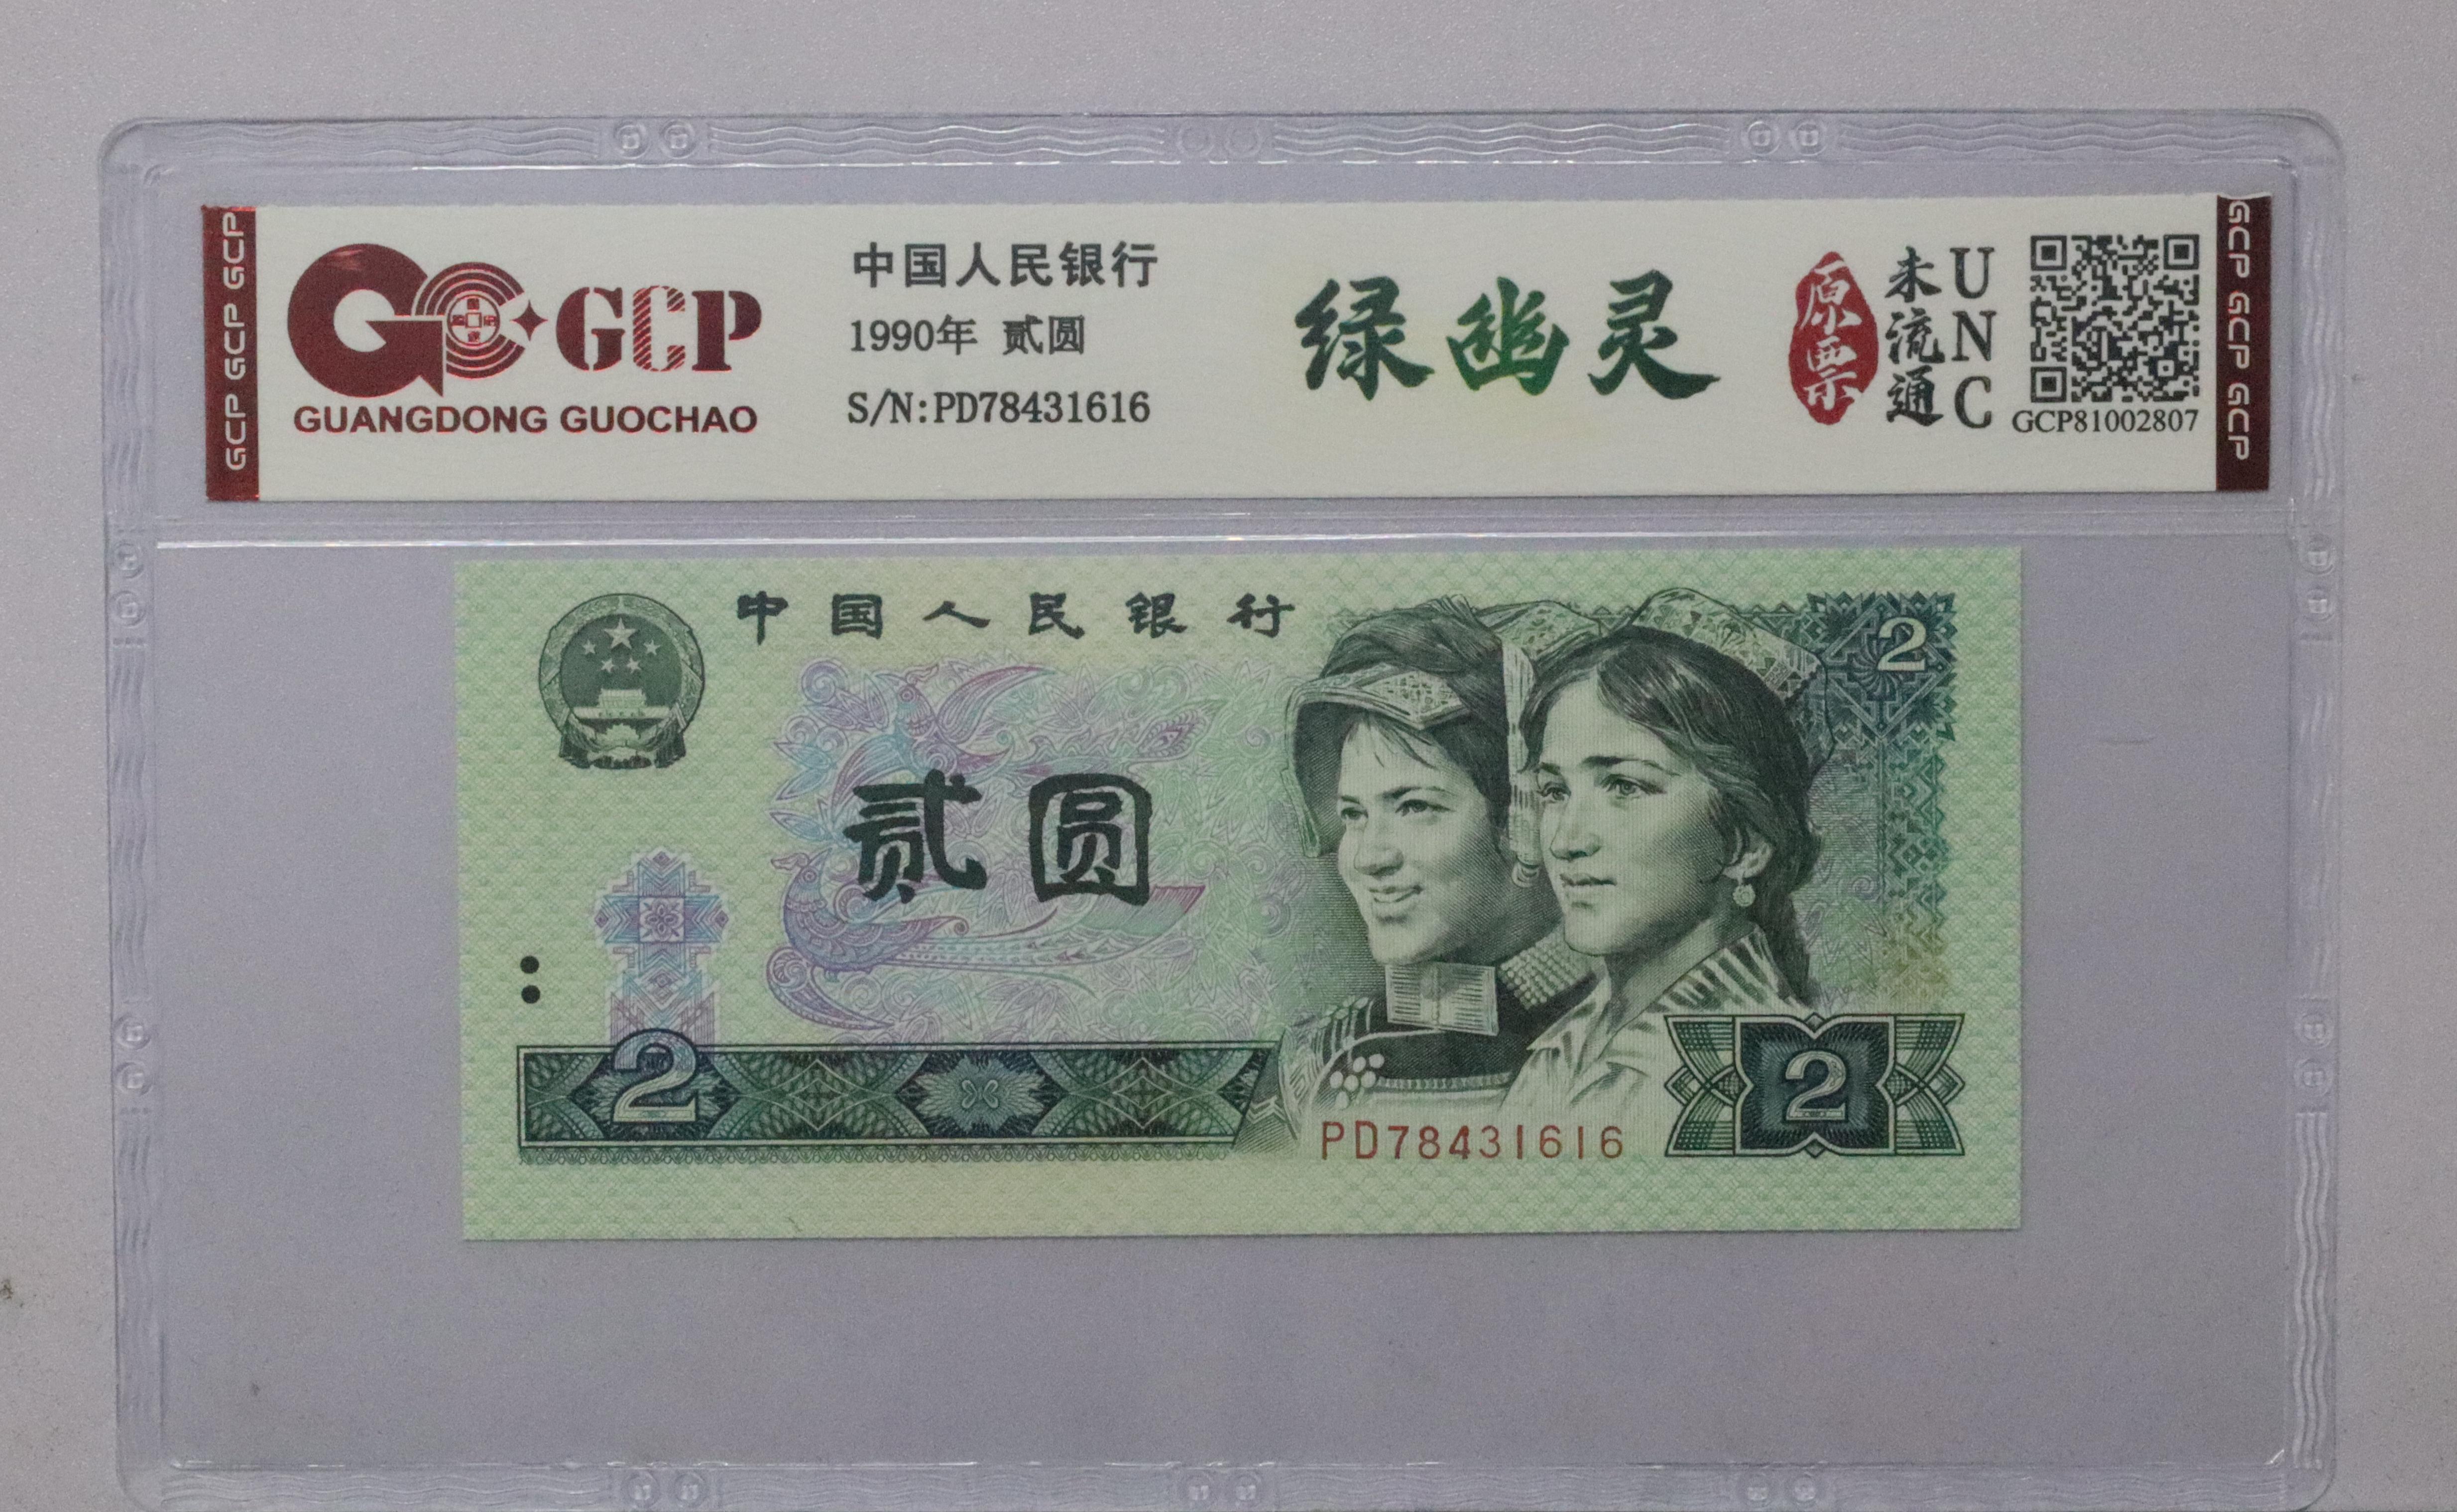 GCP GCP GCP
GCP
GUANGDONG GUOCHAO
中国人民银行
1990年 贰圆
S/N:PD78431616
绿幽灵
原票
未流通
UNC
GCP81002807
GCP GCP GCP
中国人民银行
2
贰圆
2
2
PD78431616